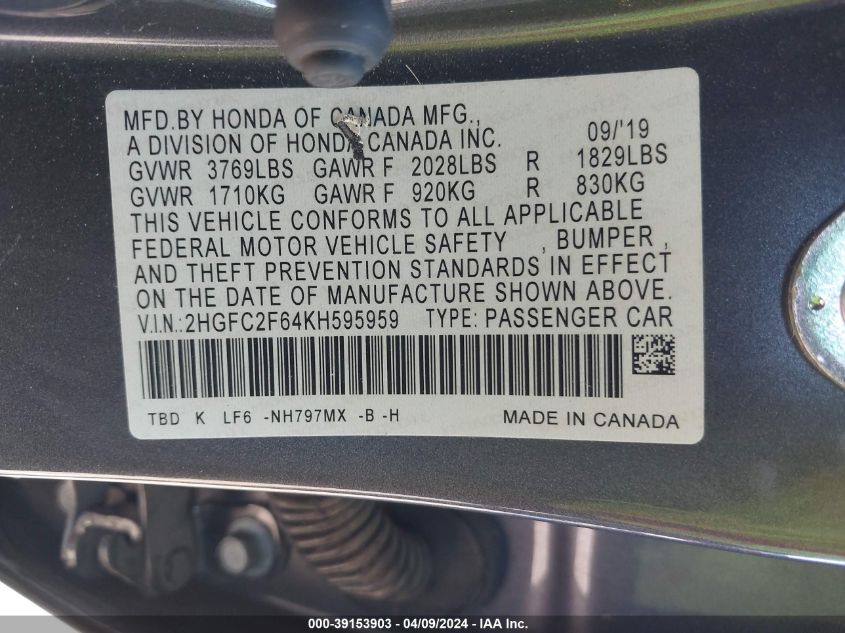 MFD.BY HONDA OF CANADA MFG.,
A DIVISION OF HONDA CANADA INC. 09/'19
GVWR 3769LBS GAWR F 2028LBS R 1829LBS
GVWR 1710KG GAWR F 920KG R 830KG
THIS VEHICLE CONFORMS TO ALL APPLICABLE
FEDERAL MOTOR VEHICLE SAFETY , BUMPER ,
AND THEFT PREVENTION STANDARDS IN EFFECT
ON THE DATE OF MANUFACTURE SHOWN ABOVE.
V.I.N.:2HGFC2F64KH595959 TYPE: PASSENGER CAR
TBD K LF6 -NH797MX -B -H MADE IN CANADA
000-39153903 - 04/09/2024 - IAA Inc.